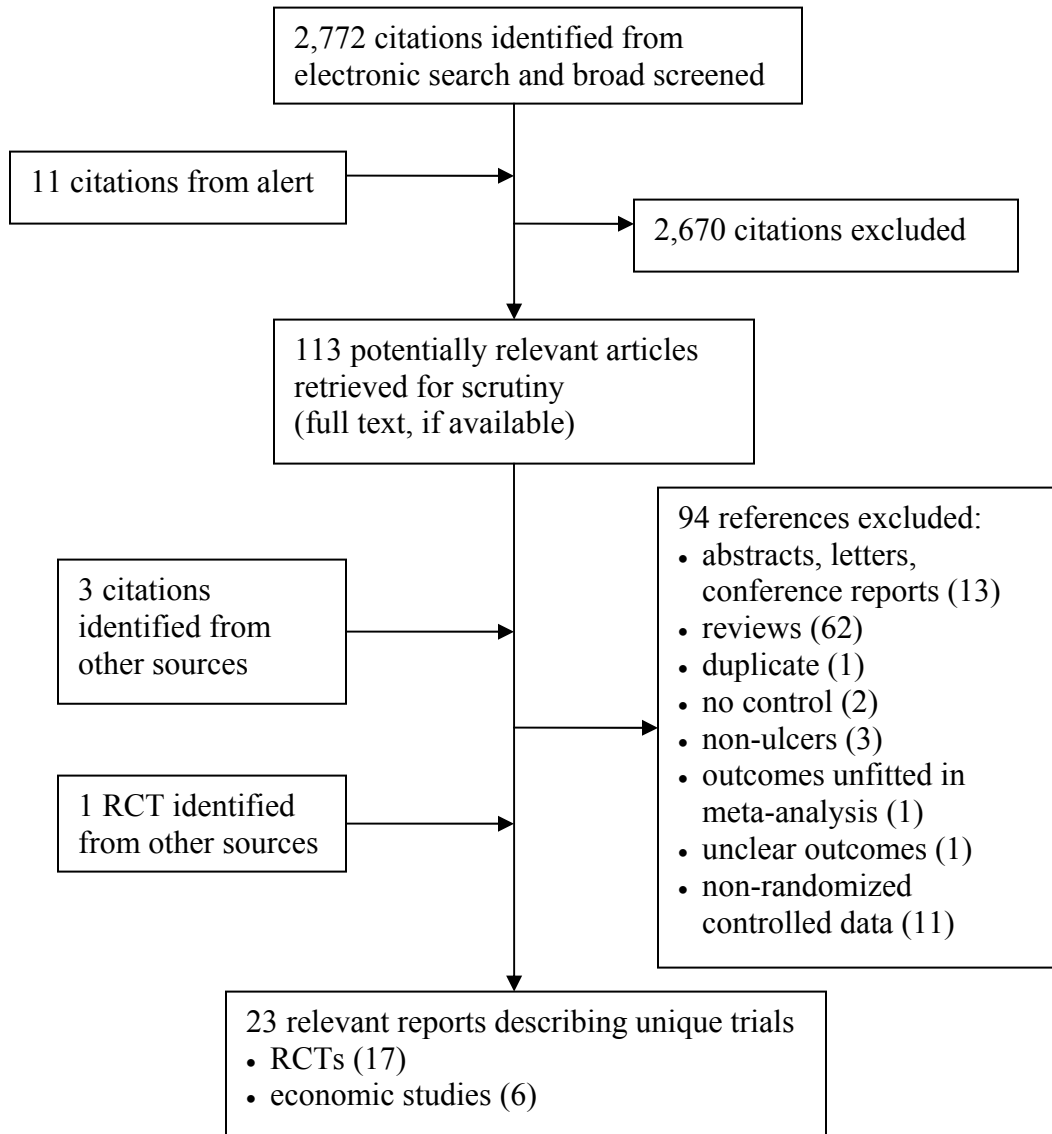 2,772 citations identified from
electronic search and broad screened
11 citations from alert
2,670 citations excluded
113 potentially relevant articles
retrieved for scrutiny
(full text, if available)
3 citations
identified from
other sources
94 references excluded:
• abstracts, letters,
conference reports (13)
• reviews (62)
• duplicate (1)
• no control (2)
• non-ulcers (3)
• outcomes unfitted in
meta-analysis (1)
• unclear outcomes (1)
• non-randomized
controlled data (11)
1 RCT identified
from other sources
23 relevant reports describing unique trials
• RCTs (17)
• economic studies (6)